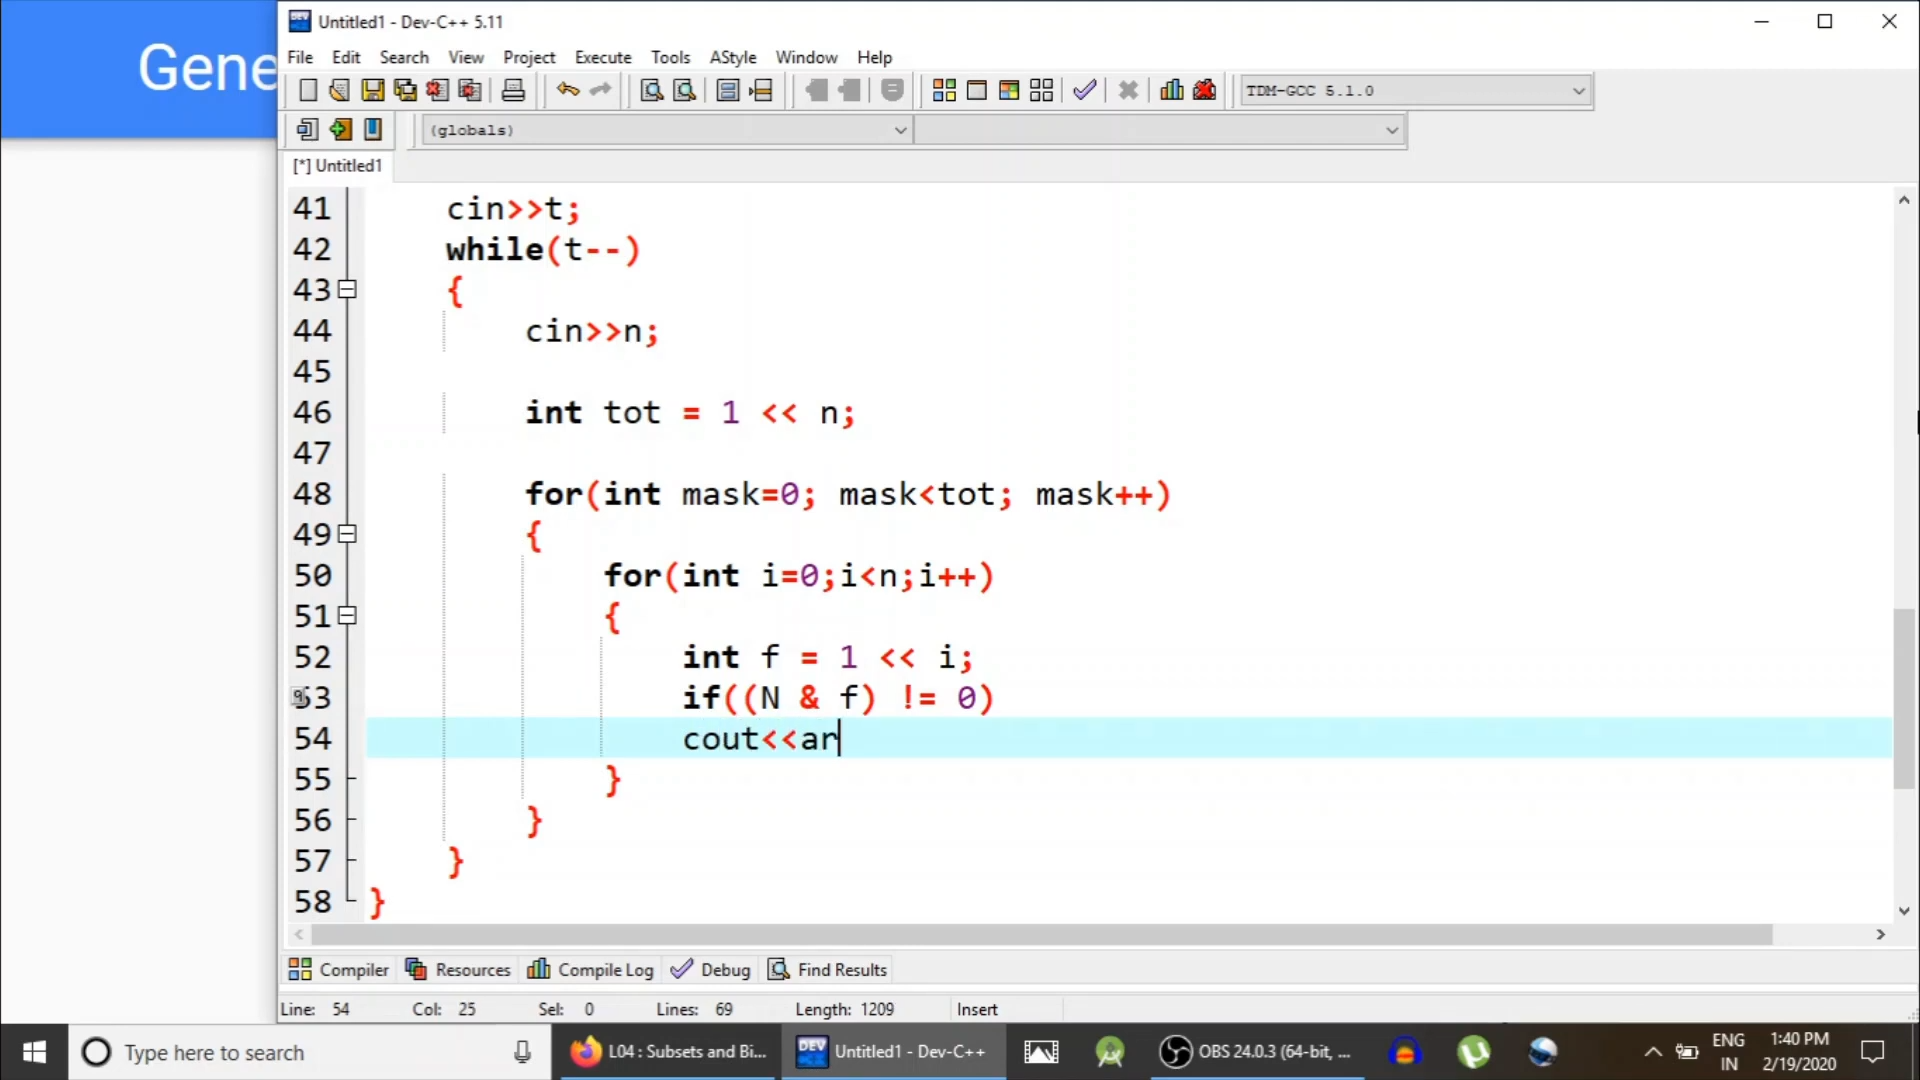 Gene
Untitled1 - Dev-C++ 5.11
File Edit Search View Project Execute Tools AStyle Window Help
TDM-GCC 5.1.0
(globals)
[*] Untitled1
41 cin>>t;
42 while(t--)
43 {
44 cin>>n;
45
46 int tot = 1 << n;
47
48 for(int mask=0; mask<tot; mask++)
49 {
50 for(int i=0;i<n;i++)
51 {
52 int f = 1 << i;
53 if((N & f) != 0)
54 cout<<ar
55 }
56 }
57 }
58 }
Compiler Resources Compile Log Debug Find Results
Line: 54 Col: 25 Sel: 0 Lines: 69 Length: 1209 Insert
Type here to search
L04 : Subsets and Bi...
DEV Untitled1 - Dev-C++
OBS 24.0.3 (64-bit, ...
ENG
IN
1:40 PM
2/19/2020